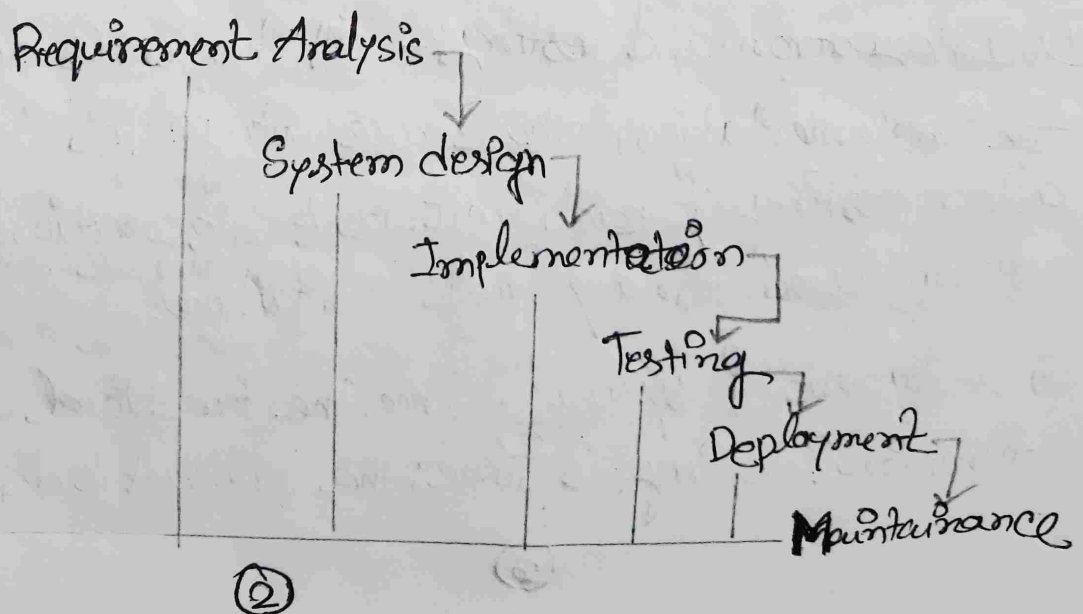 Requirement Analysis
System design
Implementation
Testing
Deployment
Maintainance
2